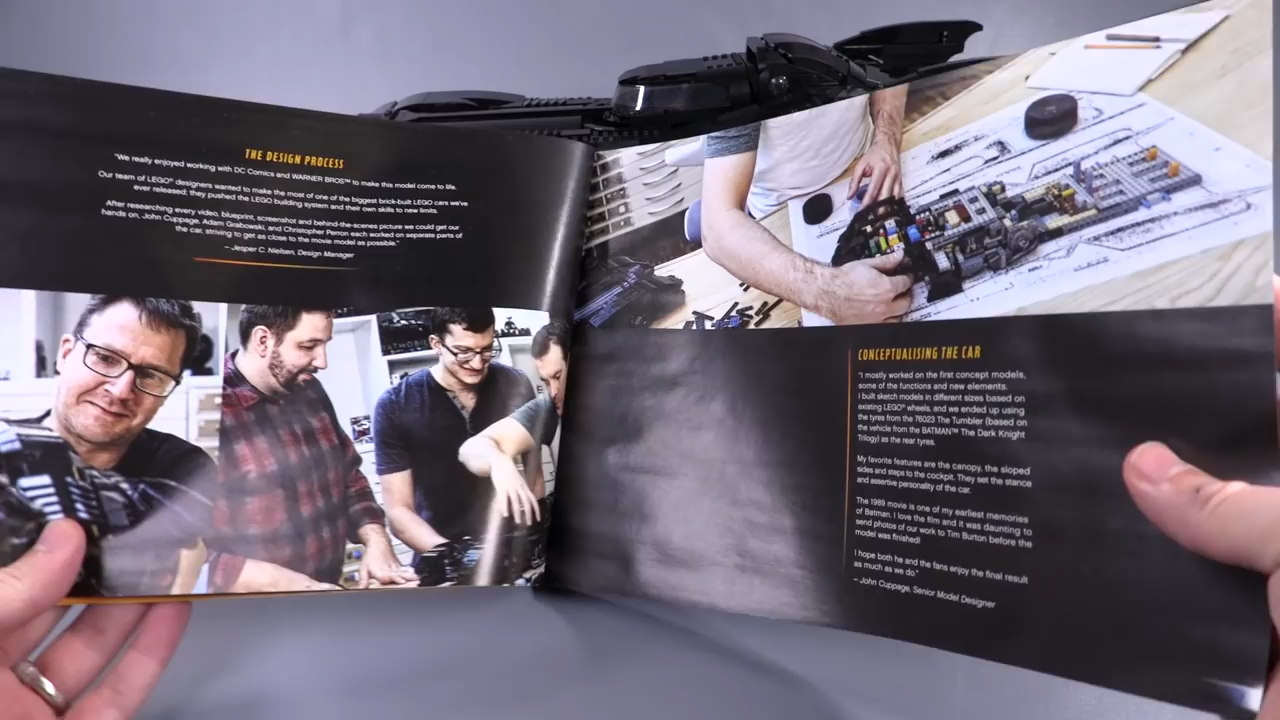 THE DESIGN PROCESS
"We really enjoyed working with DC Comics and WARNER BROS™ to make this model come to life.
Our team of LEGO® designers wanted to make the most of one of the biggest brick-built LEGO cars we've
ever released; they pushed the LEGO building system and their own skills to new limits.
After researching every video, blueprint, screenshot and behind-the-scenes picture we could get our
hands on, John Cuppage, Adam Grabowski, and Christopher Perron each worked on separate parts of
the car, striving to get as close to the movie model as possible."
– Jesper C. Nielsen, Design Manager
CONCEPTUALISING THE CAR
"I mostly worked on the first concept models,
some of the functions and new elements.
I built sketch models in different sizes based on
existing LEGO® wheels, and we ended up using
the tyres from the 76023 The Tumbler (based on
the vehicle from the BATMAN™ The Dark Knight
Trilogy) as the rear tyres.
My favorite features are the canopy, the sloped
sides and steps to the cockpit. They set the stance
and assertive personality of the car.
The 1989 movie is one of my earliest memories
of Batman. I love the film and it was daunting to
send photos of our work to Tim Burton before the
model was finished!
I hope both he and the fans enjoy the final result
as much as we do."
– John Cuppage, Senior Model Designer